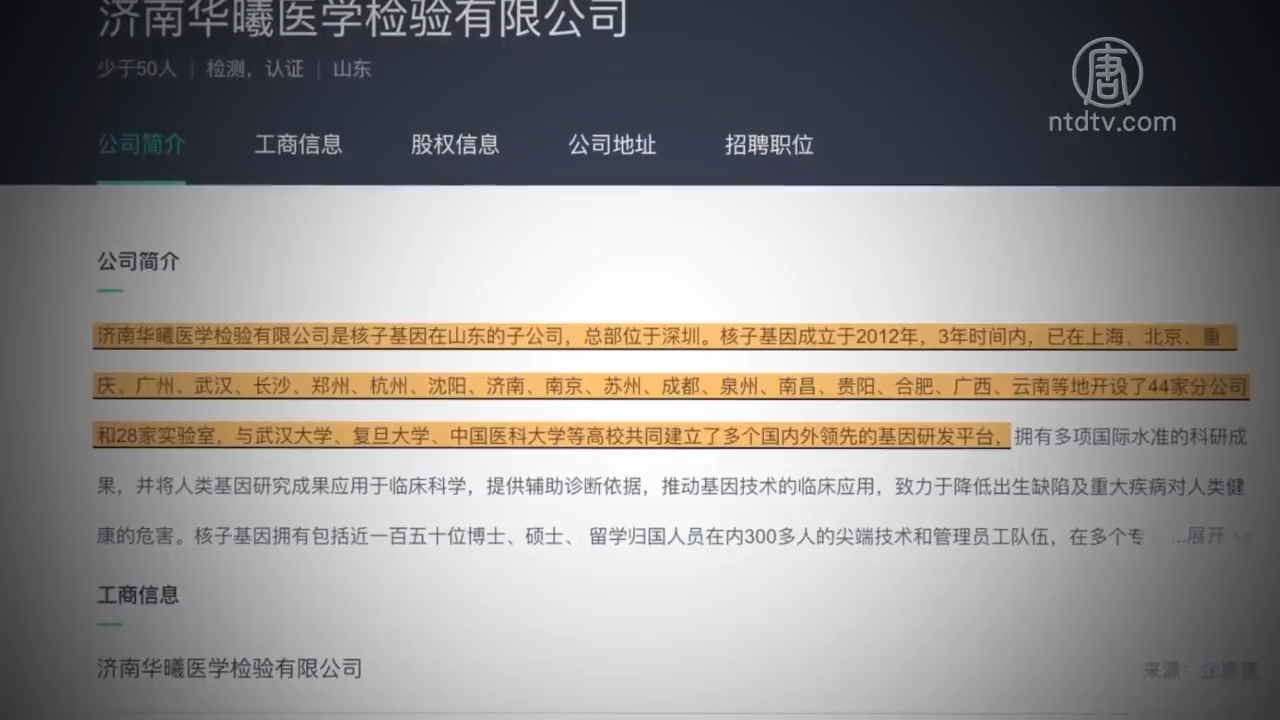 济南华曦医学检验有限公司
少于50人 | 检测，认证 | 山东
唐
ntdtv.com
公司简介 工商信息 股权信息 公司地址 招聘职位
公司简介
济南华曦医学检验有限公司是核子基因在山东的子公司，总部位于深圳。核子基因成立于2012年，3年时间内，已在上海、北京、重
庆、广州、武汉、长沙、郑州、杭州、沈阳、济南、南京、苏州、成都、泉州、南昌、贵阳、合肥、广西、云南等地开设了44家分公司
和28家实验室，与武汉大学、复旦大学、中国医科大学等高校共同建立了多个国内外领先的基因研发平台，拥有多项国际水准的科研成
果，并将人类基因研究成果应用于临床科学，提供辅助诊断依据，推动基因技术的临床应用，致力于降低出生缺陷及重大疾病对人类健
康的危害。核子基因拥有包括近一百五十位博士、硕士、 留学归国人员在内300多人的尖端技术和管理员工队伍，在多个专 ...展开
工商信息
济南华曦医学检验有限公司
来源：